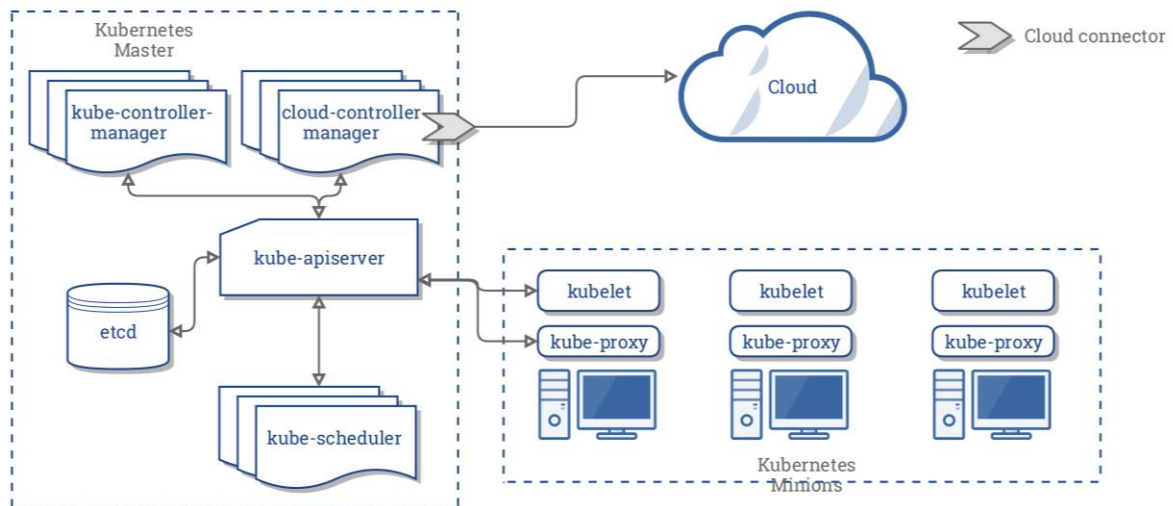 Kubernetes
Master
kube-controller-
manager
cloud-controller
manager
Cloud
Cloud connector
kube-apiserver
etcd
kube-scheduler
kubelet
kubelet
kubelet
kube-proxy
kube-proxy
kube-proxy
Kubernetes
Minions